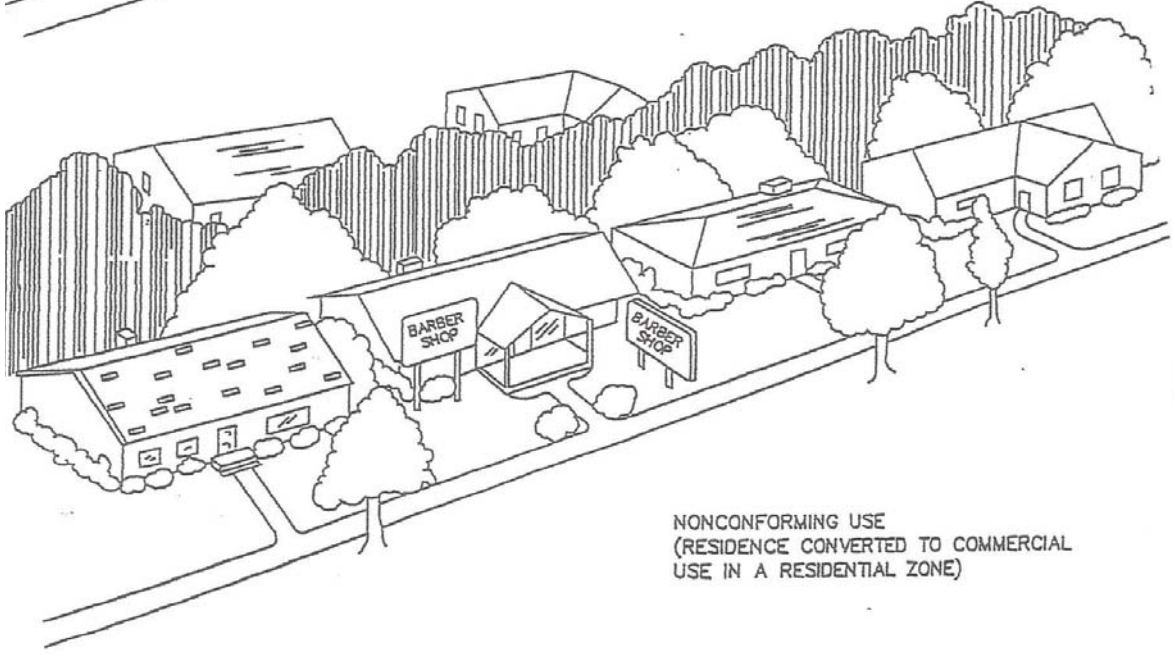 BARBER
SHOP
BARBER
SHOP
NONCONFORMING USE
(RESIDENCE CONVERTED TO COMMERCIAL
USE IN A RESIDENTIAL ZONE)